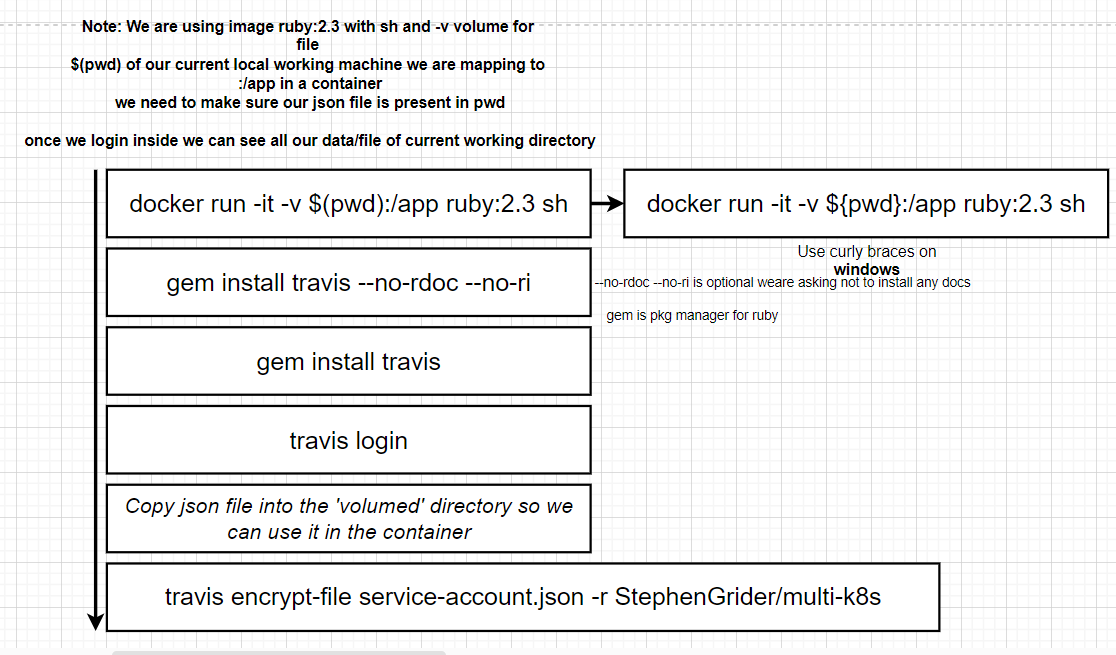 Note: We are using image ruby:2.3 with sh and -v volume for
file
$(pwd) of our current local working machine we are mapping to
:/app in a container
we need to make sure our json file is present in pwd
once we login inside we can see all our data/file of current working directory
docker run -it -v $(pwd):/app ruby:2.3 sh
docker run -it -v ${pwd}:/app ruby:2.3 sh
Use curly braces on
windows
gem install travis --no-rdoc --no-ri
--no-rdoc --no-ri is optional weare asking not to install any docs
gem is pkg manager for ruby
gem install travis
travis login
Copy json file into the 'volumed' directory so we
can use it in the container
travis encrypt-file service-account.json -r StephenGrider/multi-k8s